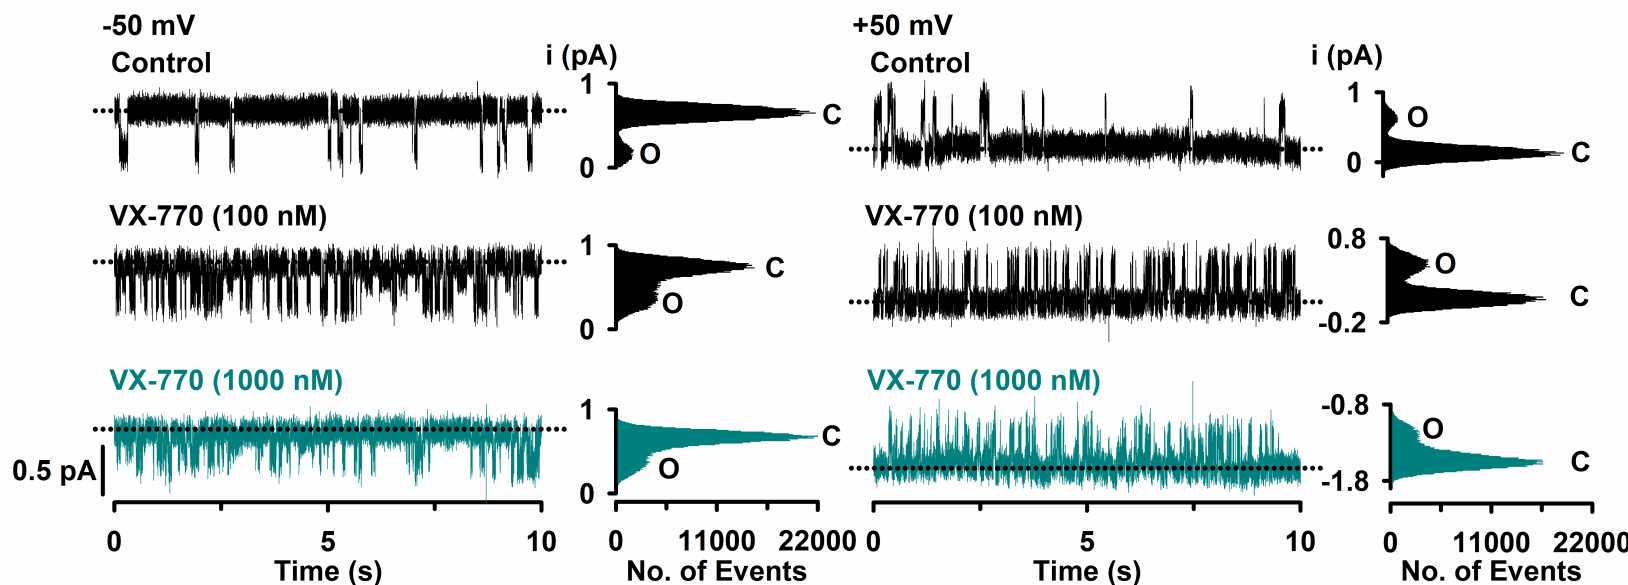 -50 mV
Control
i (pA)
1
C
O
0
+50 mV
Control
i (pA)
1
O
C
0
VX-770 (100 nM)
1
C
O
0
VX-770 (100 nM)
0.8
O
C
-0.2
VX-770 (1000 nM)
0.5 pA
1
C
O
0
VX-770 (1000 nM)
-0.8
O
C
-1.8
0 5 10
Time (s)
0 11000 22000
No. of Events
0 5 10
Time (s)
0 11000 22000
No. of Events